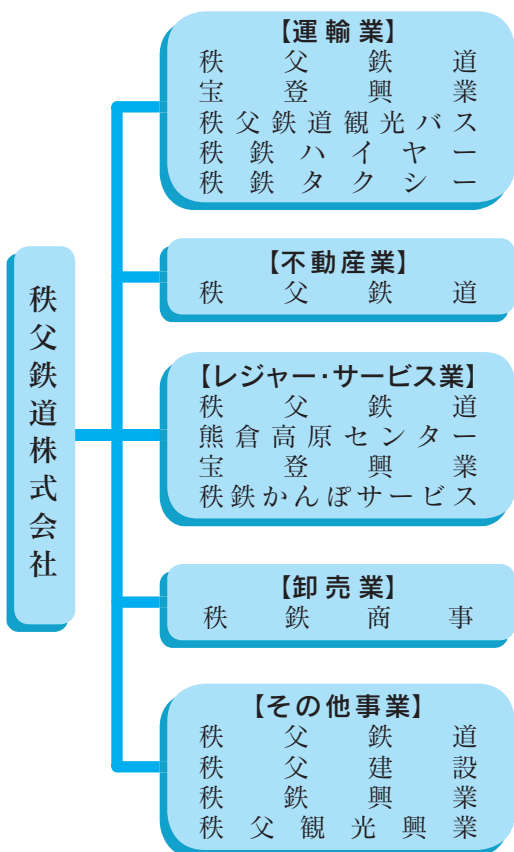 秩父鉄道株式会社
【運輸業】
秩父鉄道
宝登興業
秩父鉄道観光バス
秩鉄ハイヤー
秩鉄タクシー
【不動産業】
秩父鉄道
【レジャー・サービス業】
秩父鉄道
熊倉高原センター
宝登興業
秩鉄かんぽサービス
【卸売業】
秩鉄商事
【その他事業】
秩父鉄道
秩父建設
秩鉄興業
秩父観光興業